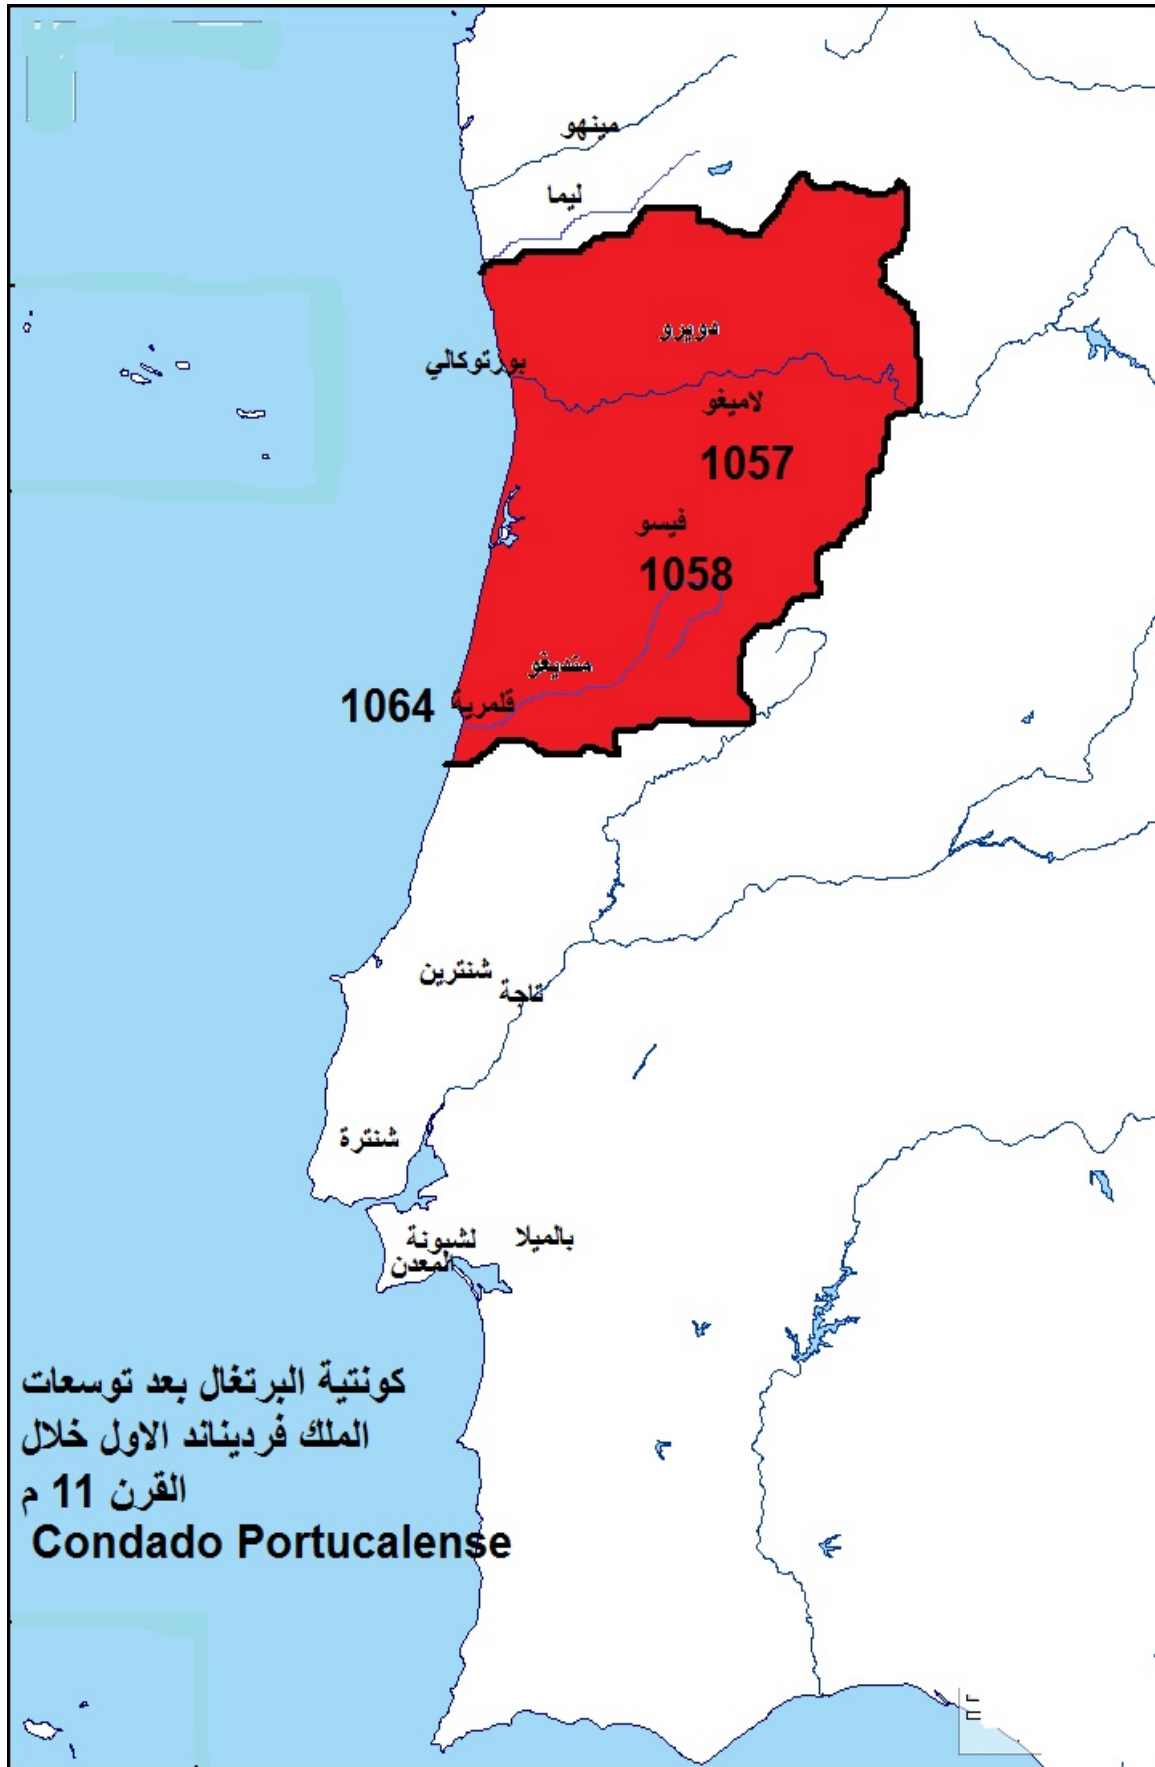 مينهو
ليما
دويرو
بورتوكالي
لاميغو
1057
فيسو
1058
منديغو
1064 قلمرية
شنترين
تاجة
شنترة
لشبونة
بالميلا
المعدن
كونتية البرتغال بعد توسعات
الملك فرديناند الاول خلال
القرن 11 م
Condado Portucalense